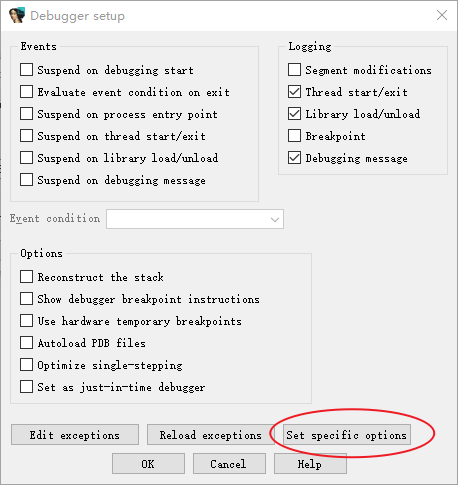 Debugger setup
Events
Suspend on debugging start
Evaluate event condition on exit
Suspend on process entry point
Suspend on thread start/exit
Suspend on library load/unload
Suspend on debugging message
Logging
Segment modifications
Thread start/exit
Library load/unload
Breakpoint
Debugging message
Event condition
Options
Reconstruct the stack
Show debugger breakpoint instructions
Use hardware temporary breakpoints
Autoload PDB files
Optimize single-stepping
Set as just-in-time debugger
Edit exceptions
Reload exceptions
Set specific options
OK
Cancel
Help